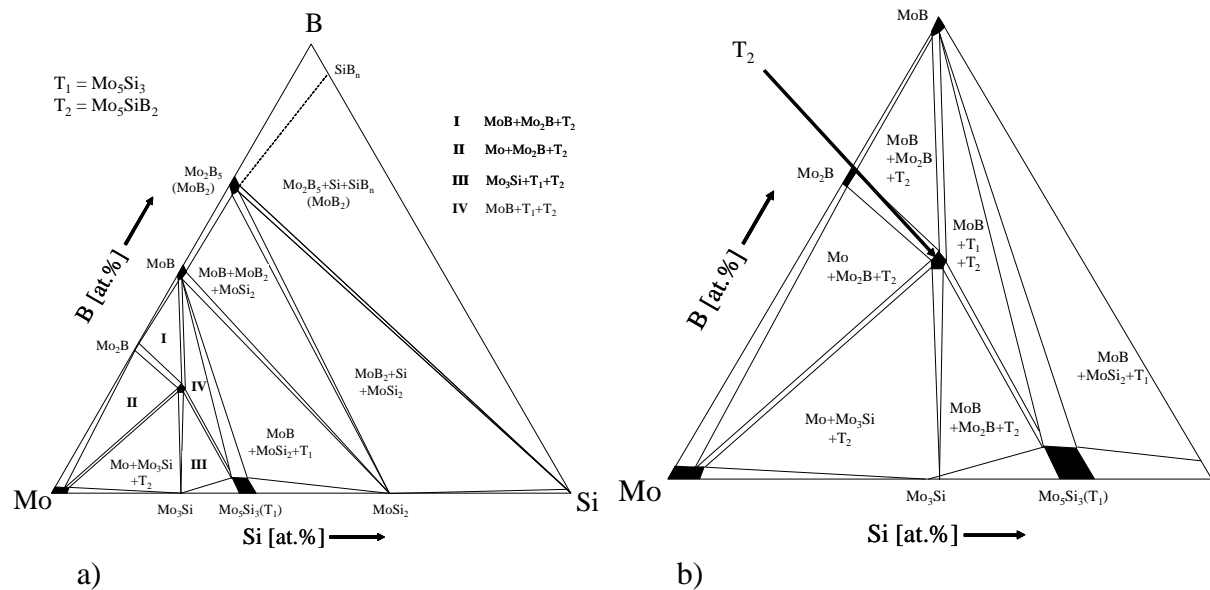 B
SiBₙ
T₁ = Mo₅Si₃
T₂ = Mo₅SiB₂
I MoB+Mo₂B+T₂
II Mo+Mo₂B+T₂
III Mo₃Si+T₁+T₂
IV MoB+T₁+T₂
Mo₂B₅
(MoB₂)
Mo₂B₅+Si+SiBₙ
(MoB₂)
B [at.%]
MoB
MoB+MoB₂
+MoSi₂
Mo₂B
I
MoB₂+Si
+MoSi₂
II
IV
MoB
+MoSi₂+T₁
Mo+Mo₃Si
+T₂
III
Mo
Si
Mo₃Si
Mo₅Si₃(T₁)
MoSi₂
Si [at.%]
a)
MoB
T₂
MoB
+Mo₂B
+T₂
Mo₂B
B [at.%]
MoB
+T₁
+T₂
Mo
+Mo₂B+T₂
MoB
+MoSi₂+T₁
Mo+Mo₃Si
+T₂
MoB
+Mo₂B+T₂
Mo
Mo₃Si
Mo₅Si₃(T₁)
Si [at.%]
b)